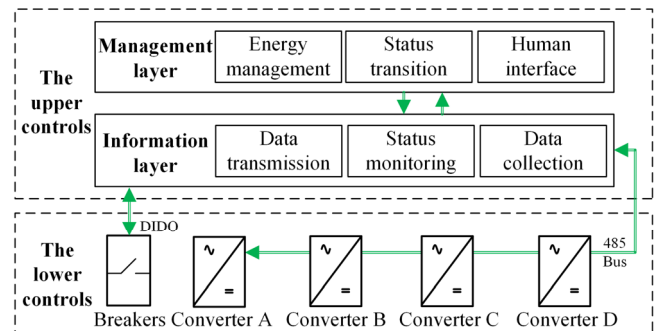 The
upper
controls
Management
layer
Energy
management
Status
transition
Human
interface
Information
layer
Data
transmission
Status
monitoring
Data
collection
The
lower
controls
DIDO
485
Bus
~
=
~
=
~
=
~
=
Breakers Converter A Converter B Converter C Converter D